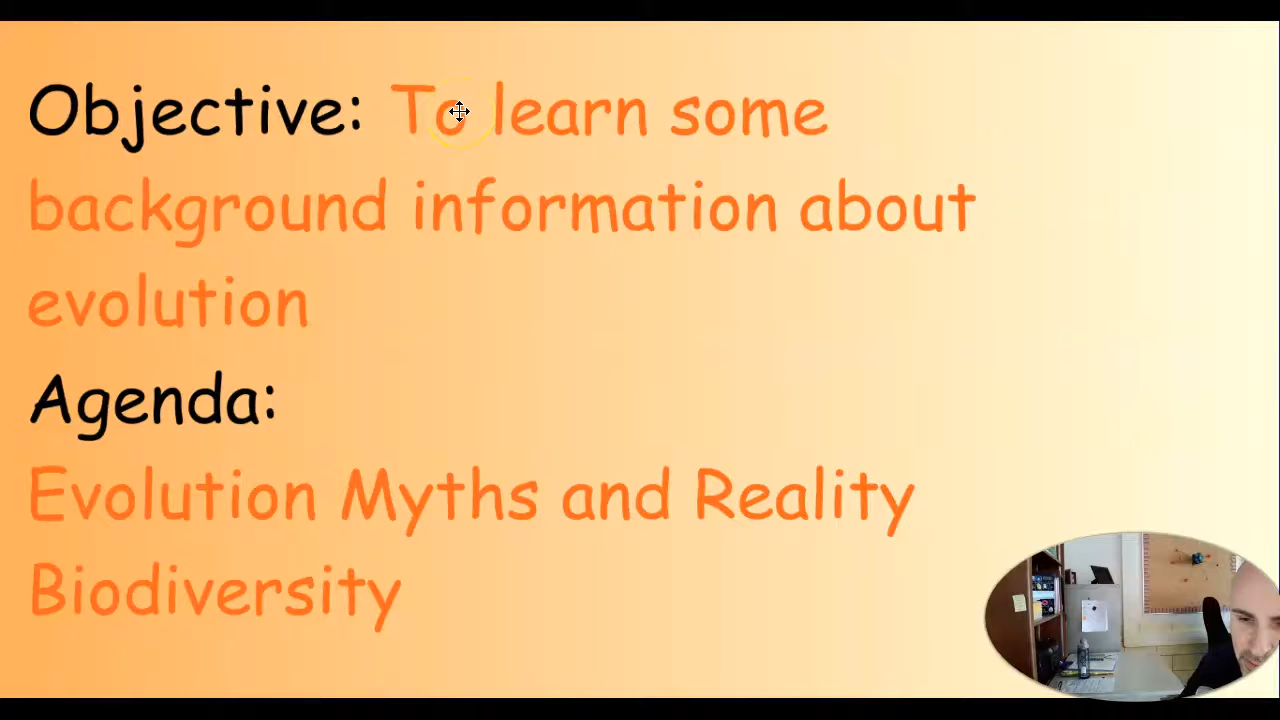 Objective: To learn some
background information about
evolution
Agenda:
Evolution Myths and Reality
Biodiversity